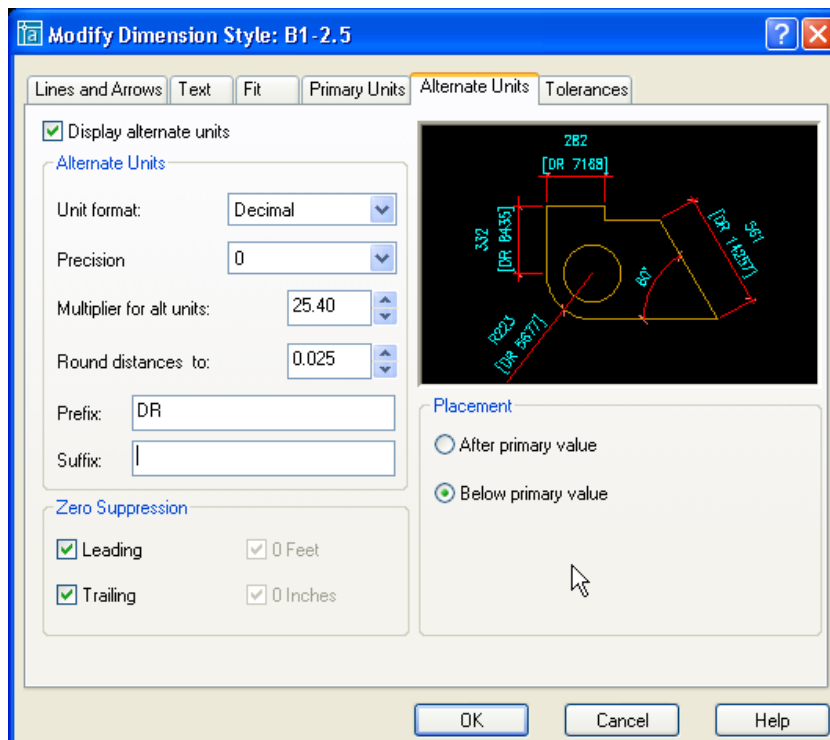 Modify Dimension Style: B1-2.5
Lines and Arrows Text Fit Primary Units Alternate Units Tolerances
Display alternate units
Alternate Units
Unit format: Decimal
Precision 0
Multiplier for alt units: 25.40
Round distances to: 0.025
Prefix: DR
Suffix:
Zero Suppression
Leading 0 Feet
Trailing 0 Inches
282
[DR 7168]
332
[DR 8435]
561
[DR 14257]
60°
R223
[DR 5677]
Placement
After primary value
Below primary value
OK Cancel Help